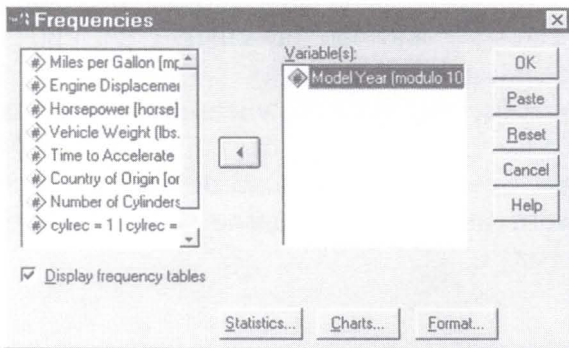 Frequencies
Miles per Gallon [mp
Engine Displacemer
Horsepower [horse]
Vehicle Weight (lbs.
Time to Accelerate
Country of Origin [or
Number of Cylinders
cylrec = 1 | cylrec =
Variable(s):
Model Year (modulo 10
OK
Paste
Reset
Cancel
Help
Display frequency tables
Statistics...
Charts...
Format...